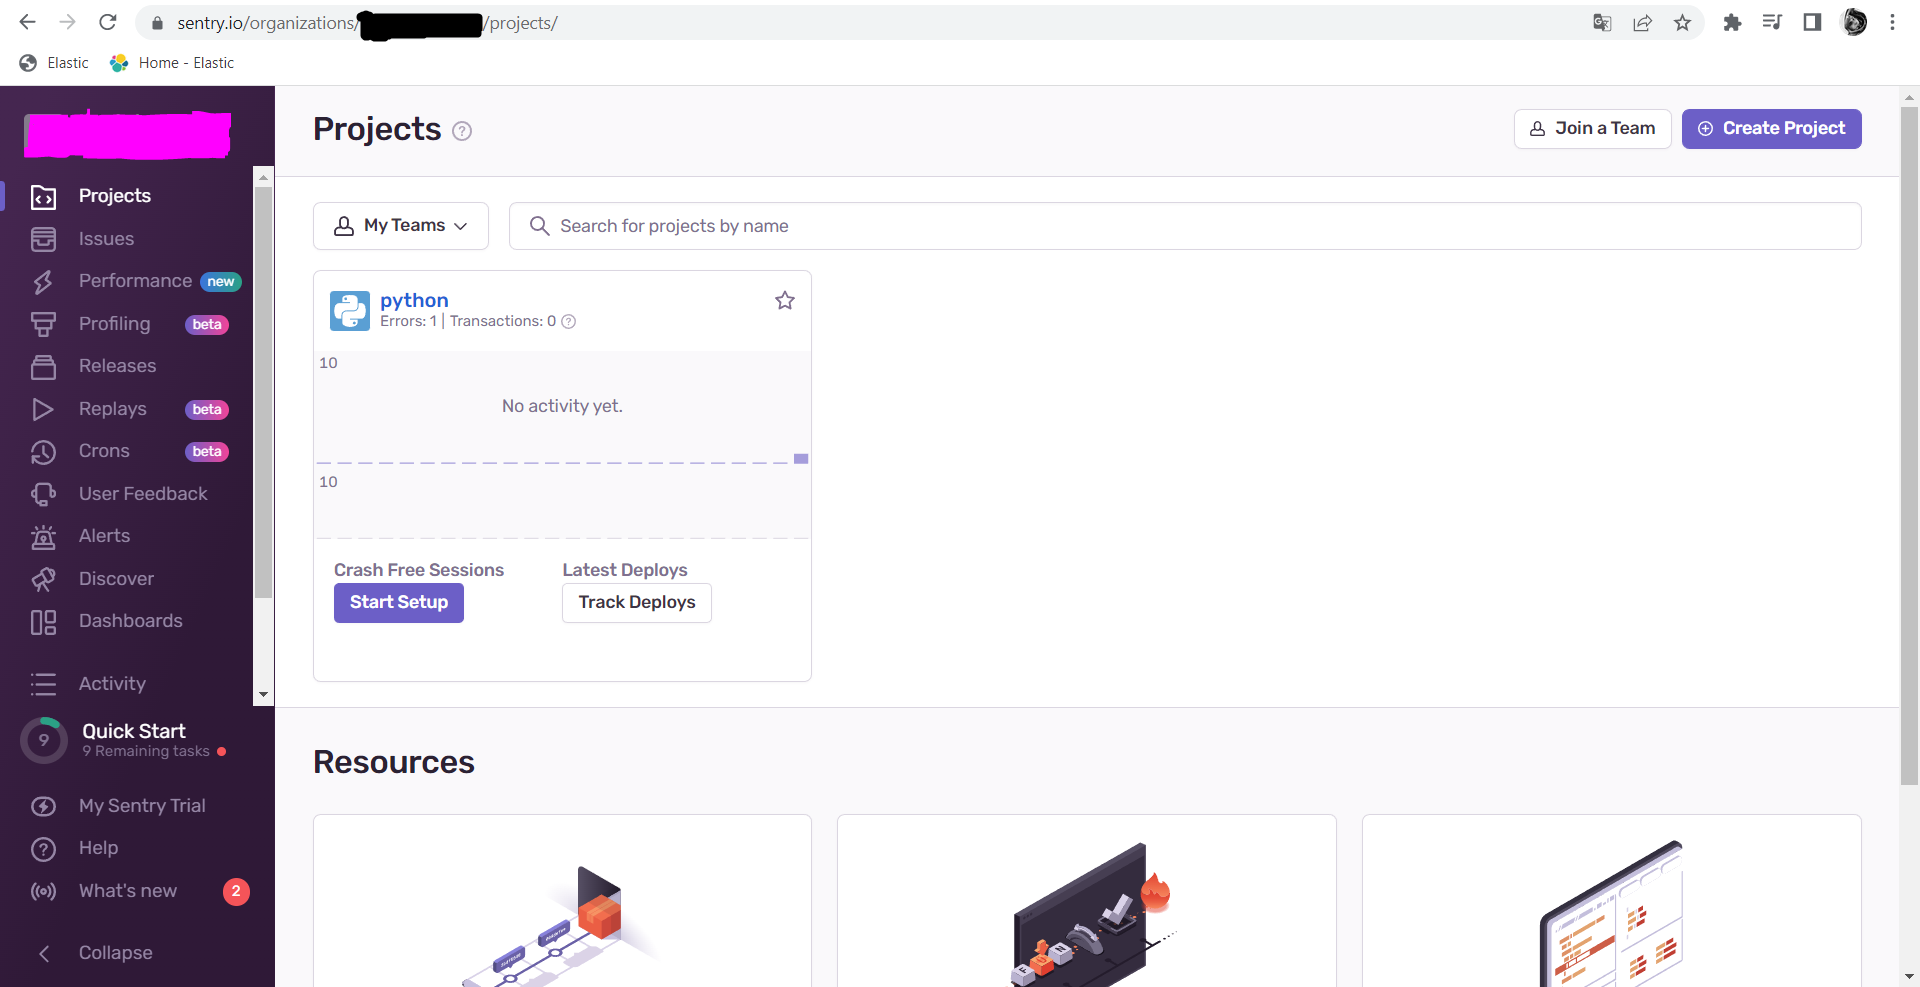 sentry.io/organizations/ /projects/
Elastic
Home - Elastic
Projects
Issues
Performance new
Profiling beta
Releases
Replays beta
Crons beta
User Feedback
Alerts
Discover
Dashboards
Activity
9
Quick Start
9 Remaining tasks
My Sentry Trial
Help
What's new 2
Collapse
Projects ?
Join a Team
Create Project
My Teams
Search for projects by name
python
Errors: 1 | Transactions: 0 ?
10
No activity yet.
10
Crash Free Sessions
Start Setup
Latest Deploys
Track Deploys
Resources